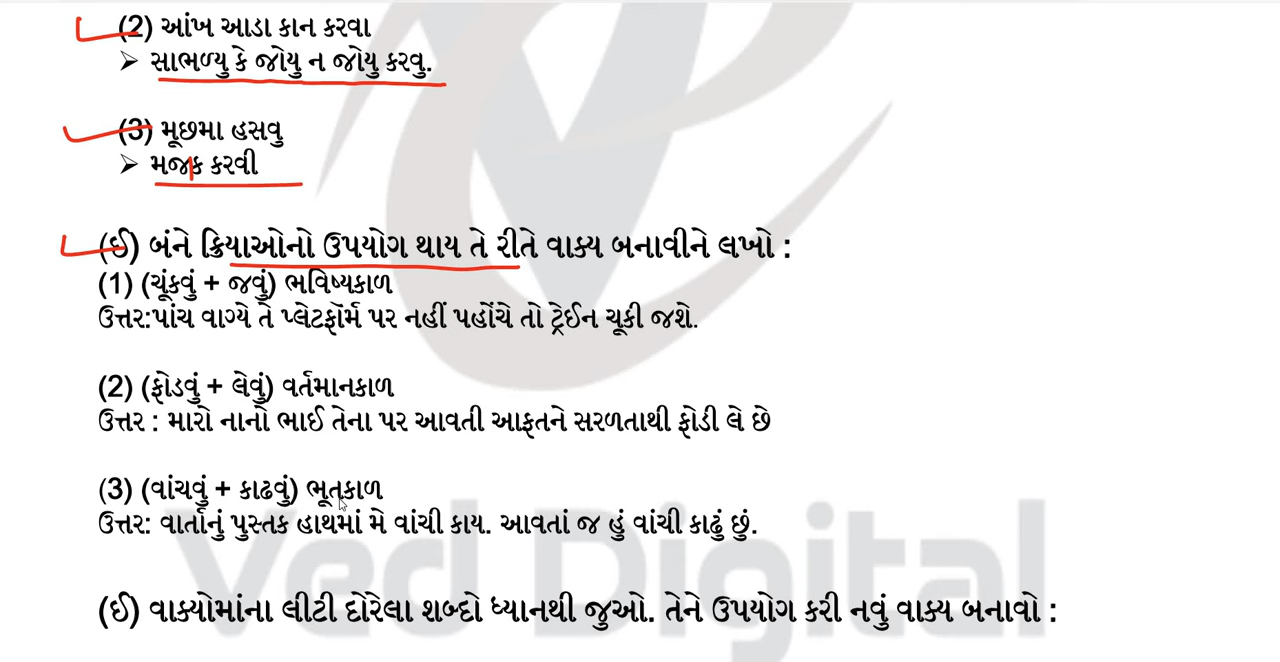 (2) આંખ આડા કાન કરવા
➢ સાભળ્યુ કે જોયુ ન જોયુ કરવુ.
(3) મૂછમા હસવુ
➢ મજાક કરવી
(ઈ) બંને ક્રિયાઓનો ઉપયોગ થાય તે રીતે વાક્ય બનાવીને લખો :
(1) (ચૂંકવું + જવું) ભવિષ્યકાળ
ઉત્તર:પાંચ વાગ્યે તે પ્લેટફૉર્મ પર નહીં પહોંચે તો ટ્રેઈન ચૂકી જશે.
(2) (ફોડવું + લેવું) વર્તમાનકાળ
ઉત્તર : મારો નાનો ભાઈ તેના પર આવતી આફતને સરળતાથી ફોડી લે છે
(3) (વાંચવું + કાઢવું) ભૂતકાળ
ઉત્તર: વાર્તાનું પુસ્તક હાથમાં મે વાંચી કાય. આવતાં જ હું વાંચી કાઢું છું.
(ઈ) વાક્યોમાંના લીટી દોરેલા શબ્દો ધ્યાનથી જુઓ. તેને ઉપયોગ કરી નવું વાક્ય બનાવો :
Ved Digital